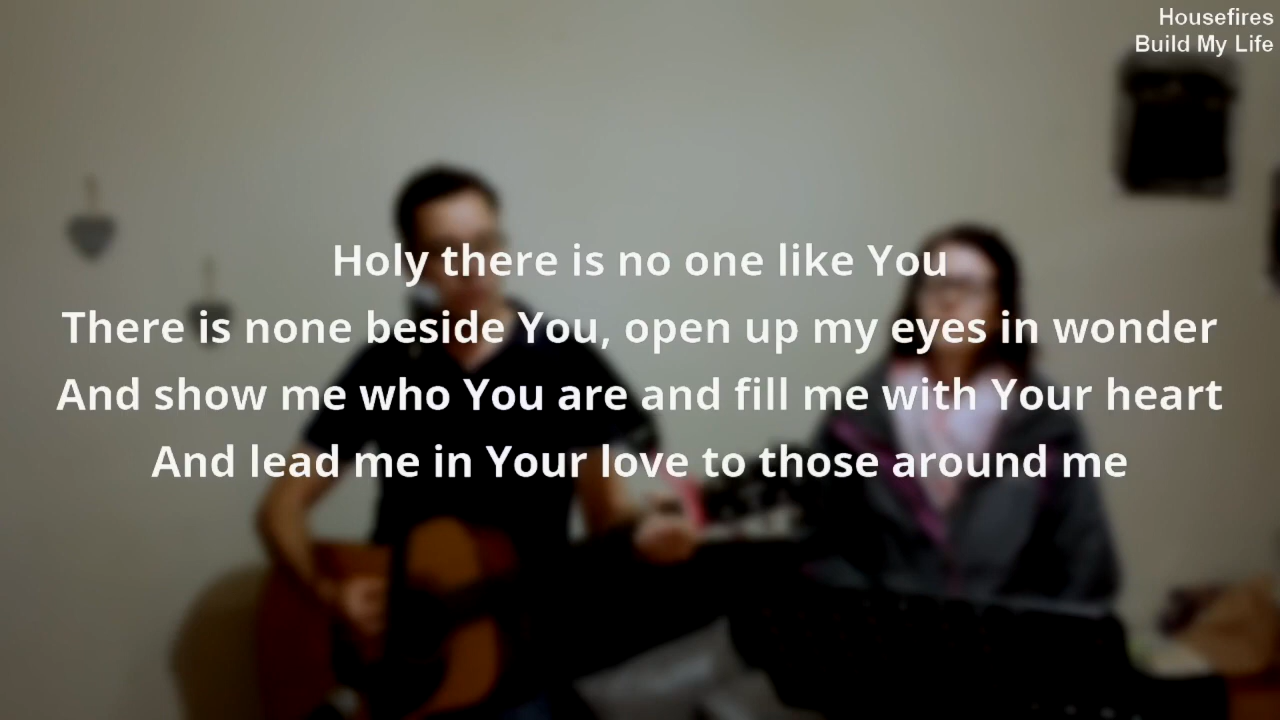 Housefires
Build My Life
Holy there is no one like You
There is none beside You, open up my eyes in wonder
And show me who You are and fill me with Your heart
And lead me in Your love to those around me